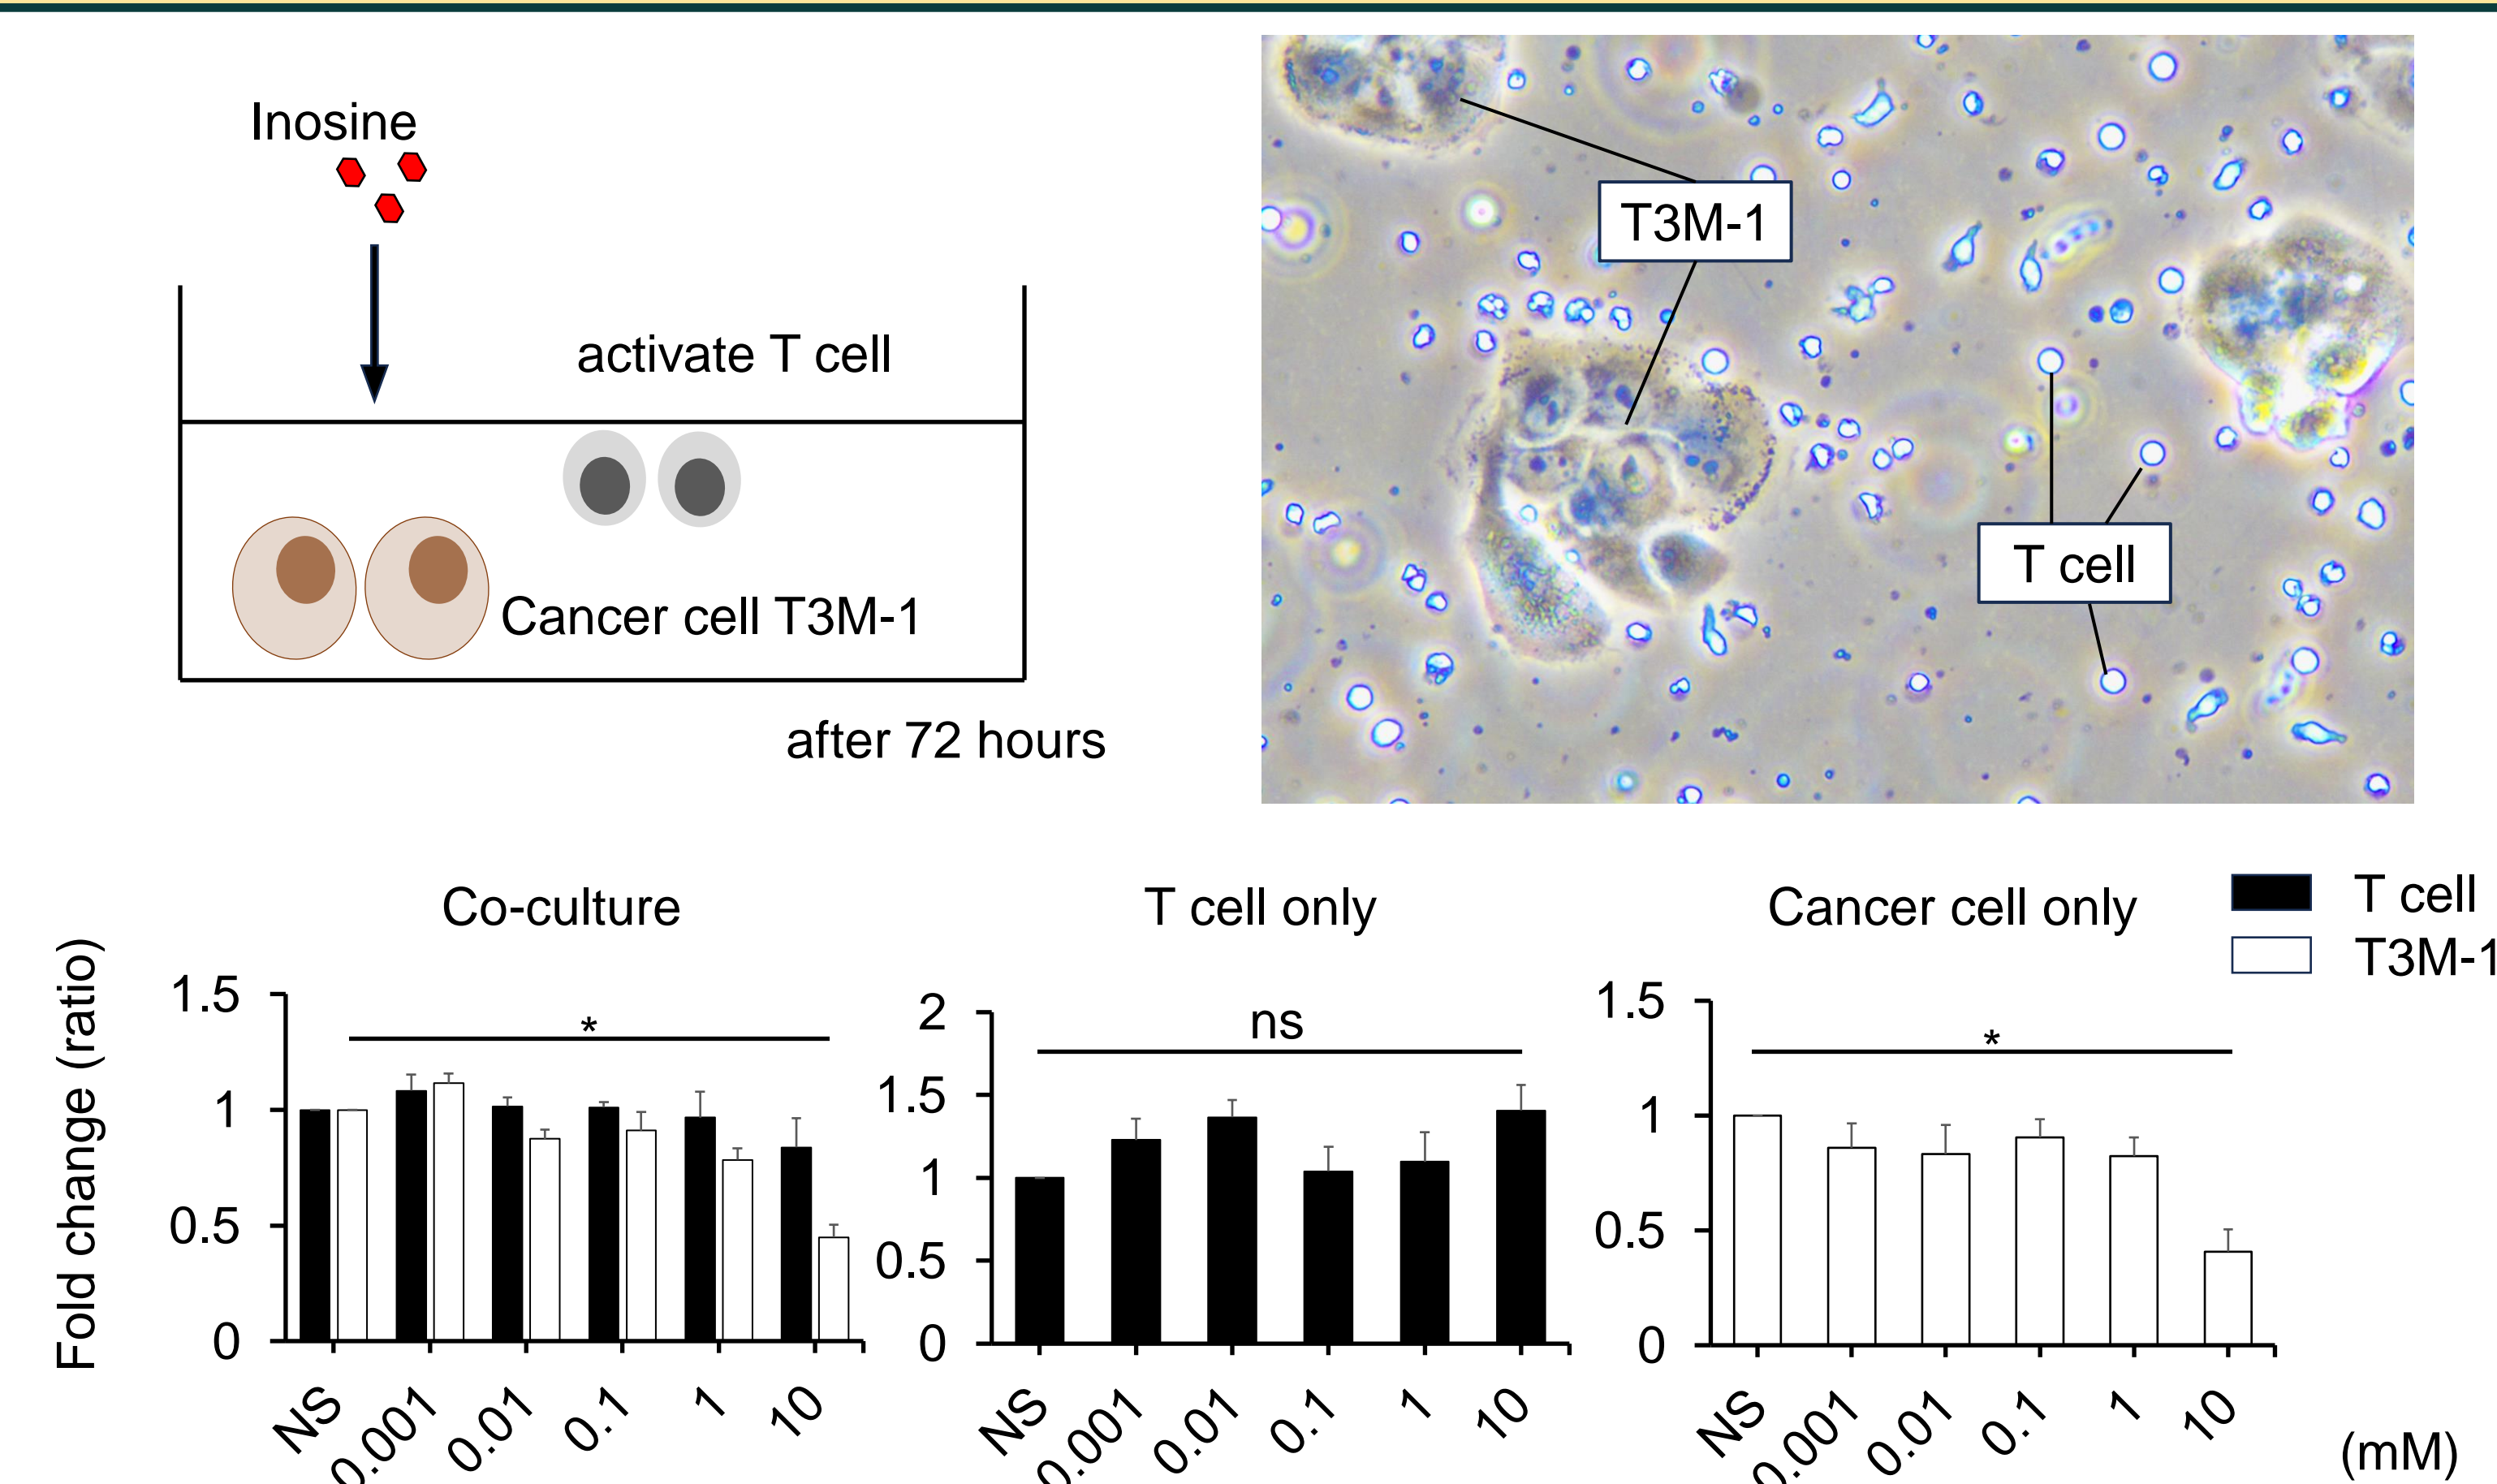 Inosine
activate T cell
Cancer cell T3M-1
after 72 hours
T3M-1
T cell
Co-culture
T cell only
Cancer cell only
T cell
T3M-1
Fold change (ratio)
1.5
1
0.5
0
*
NS
0.001
0.01
0.1
1
10
2
1.5
1
0.5
0
ns
NS
0.001
0.01
0.1
1
10
1.5
1
0.5
0
*
NS
0.001
0.01
0.1
1
10
(mM)